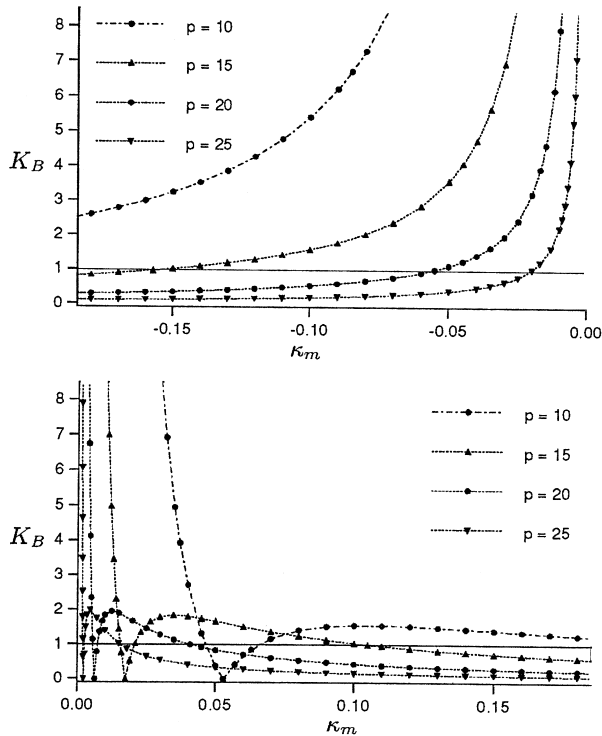 8
7
6
5
4
3
2
1
0
K_B
p = 10
p = 15
p = 20
p = 25
-0.15
-0.10
-0.05
0.00
κ_m
8
7
6
5
4
3
2
1
0
K_B
p = 10
p = 15
p = 20
p = 25
0.00
0.05
0.10
0.15
κ_m